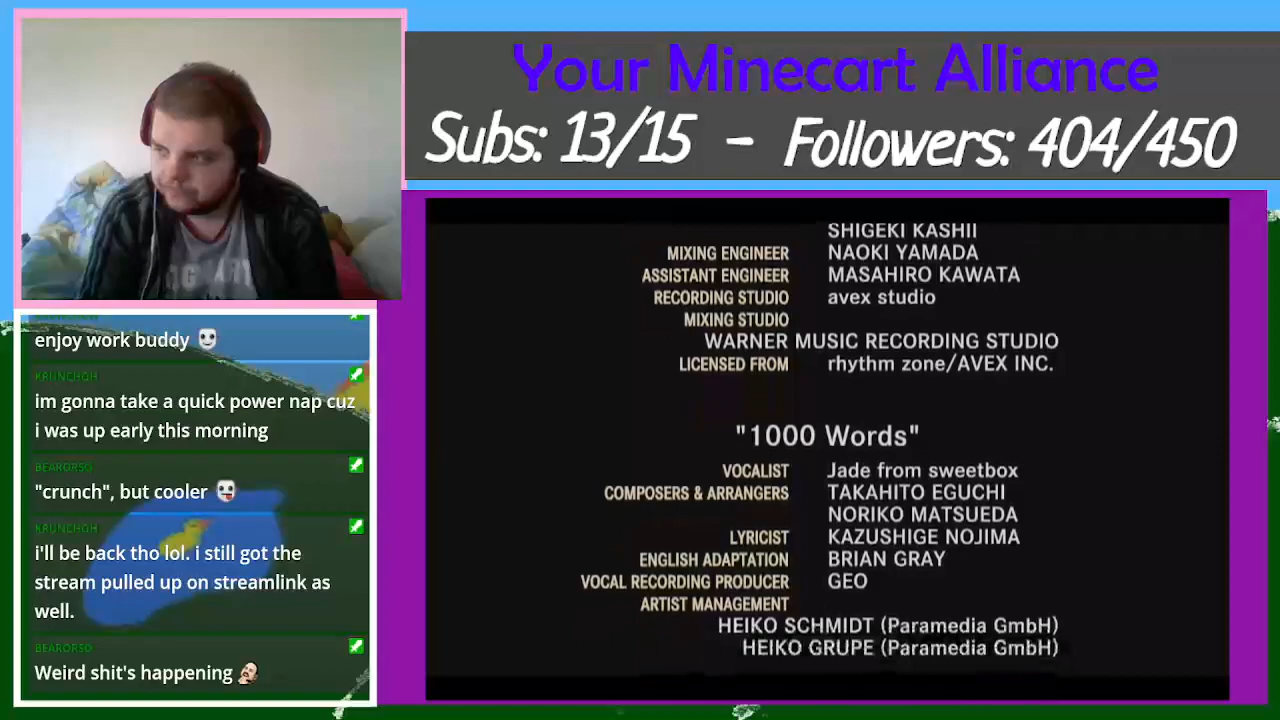 Your Minecart Alliance
Subs: 13/15 - Followers: 404/450
enjoy work buddy
KRUNCHGH
im gonna take a quick power nap cuz
i was up early this morning
BEARORSO
"crunch", but cooler
KRUNCHGH
i'll be back tho lol. i still got the
stream pulled up on streamlink as
well.
BEARORSO
Weird shit's happening
SHIGEKI KASHII
MIXING ENGINEER NAOKI YAMADA
ASSISTANT ENGINEER MASAHIRO KAWATA
RECORDING STUDIO avex studio
MIXING STUDIO
WARNER MUSIC RECORDING STUDIO
LICENSED FROM rhythm zone/AVEX INC.
"1000 Words"
VOCALIST Jade from sweetbox
COMPOSERS & ARRANGERS TAKAHITO EGUCHI
NORIKO MATSUEDA
LYRICIST KAZUSHIGE NOJIMA
ENGLISH ADAPTATION BRIAN GRAY
VOCAL RECORDING PRODUCER GEO
ARTIST MANAGEMENT
HEIKO SCHMIDT (Paramedia GmbH)
HEIKO GRUPE (Paramedia GmbH)